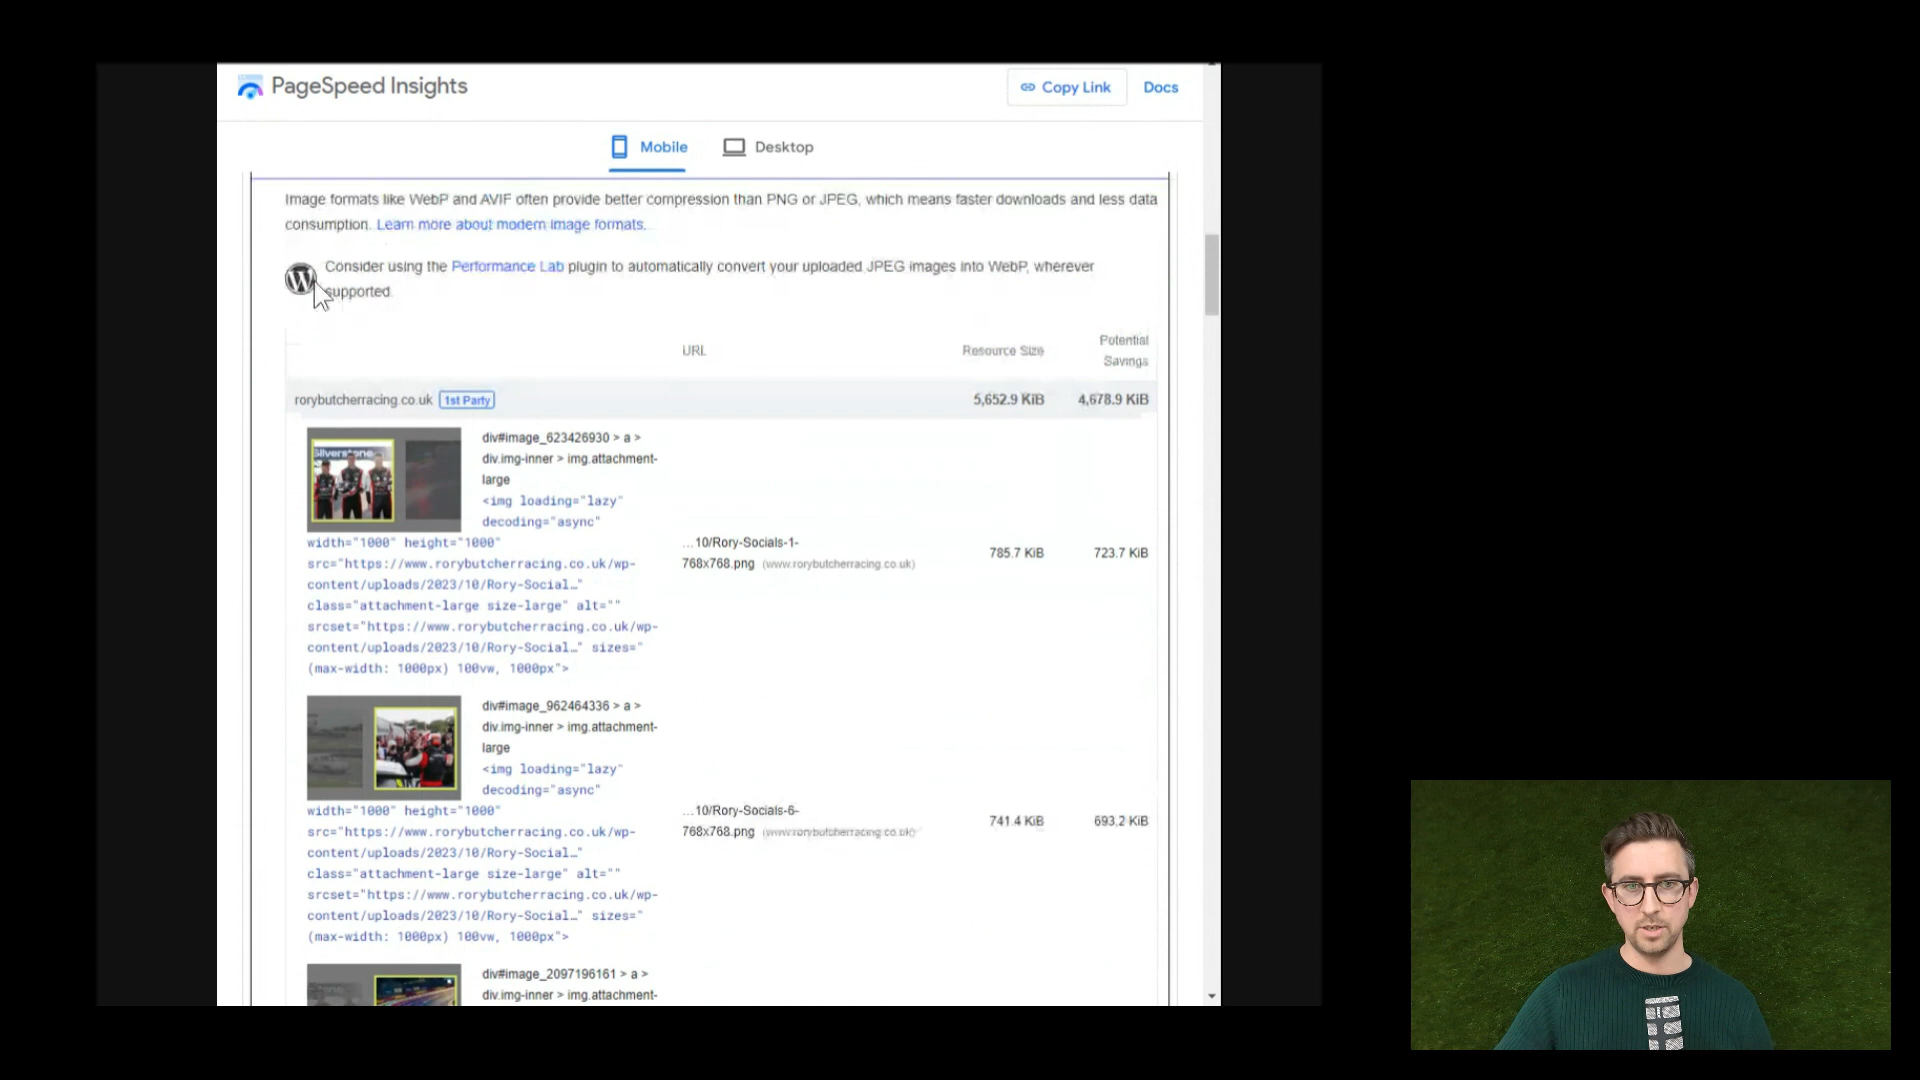 PageSpeed Insights
Copy Link
Docs
Mobile
Desktop
Image formats like WebP and AVIF often provide better compression than PNG or JPEG, which means faster downloads and less data
consumption. Learn more about modern image formats.
Consider using the Performance Lab plugin to automatically convert your uploaded JPEG images into WebP, wherever
supported.
URL
Resource Size
Potential
Savings
rorybutcherracing.co.uk 1st Party
5,652.9 KiB
4,678.9 KiB
Silverstone
div#image_623426930 > a >
div.img-inner > img.attachment-
large
<img loading="lazy"
decoding="async"
width="1000" height="1000"
src="https://www.rorybutcherracing.co.uk/wp-
content/uploads/2023/10/Rory-Social…"
class="attachment-large size-large" alt=""
srcset="https://www.rorybutcherracing.co.uk/wp-
content/uploads/2023/10/Rory-Social…" sizes="
(max-width: 1000px) 100vw, 1000px">
…10/Rory-Socials-1-
768x768.png (www.rorybutcherracing.co.uk)
785.7 KiB
723.7 KiB
div#image_962464336 > a >
div.img-inner > img.attachment-
large
<img loading="lazy"
decoding="async"
width="1000" height="1000"
src="https://www.rorybutcherracing.co.uk/wp-
content/uploads/2023/10/Rory-Social…"
class="attachment-large size-large" alt=""
srcset="https://www.rorybutcherracing.co.uk/wp-
content/uploads/2023/10/Rory-Social…" sizes="
(max-width: 1000px) 100vw, 1000px">
…10/Rory-Socials-6-
768x768.png (www.rorybutcherracing.co.uk)
741.4 KiB
693.2 KiB
div#image_2097196161 > a >
div.img-inner > img.attachment-